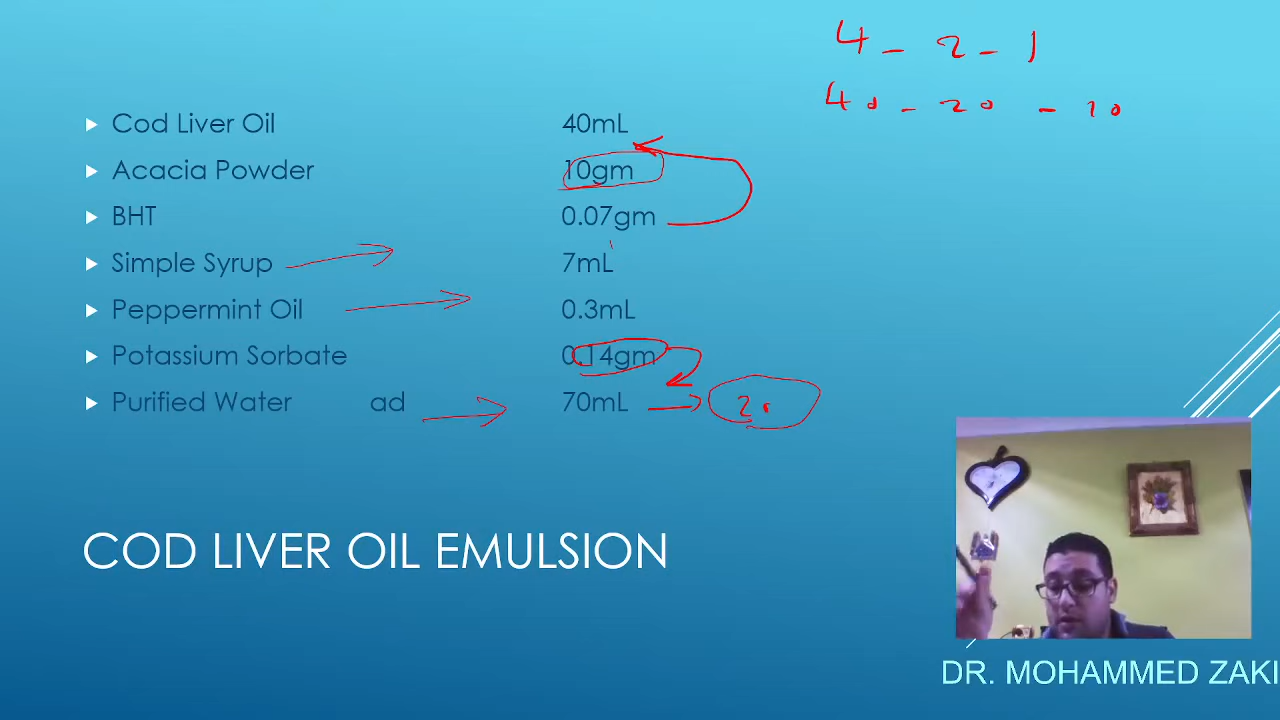 4 - 2 - 1
40 - 20 - 10
Cod Liver Oil 40mL
Acacia Powder 10gm
BHT 0.07gm
Simple Syrup 7mL
Peppermint Oil 0.3mL
Potassium Sorbate 0.14gm
Purified Water ad 70mL 20
COD LIVER OIL EMULSION
DR. MOHAMMED ZAKI